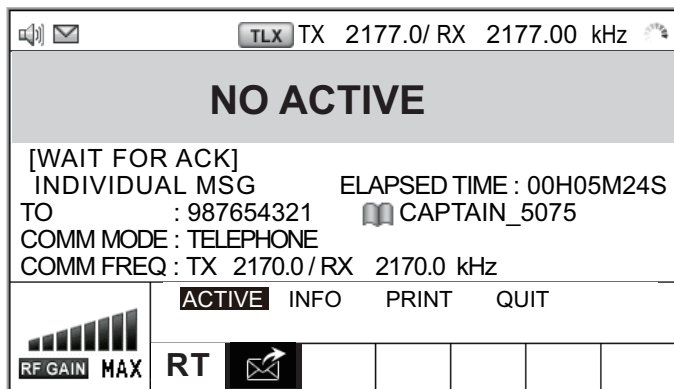 TLX TX 2177.0/ RX 2177.00 kHz
NO ACTIVE
[WAIT FOR ACK]
INDIVIDUAL MSG ELAPSED TIME : 00H05M24S
TO : 987654321 CAPTAIN_5075
COMM MODE : TELEPHONE
COMM FREQ : TX 2170.0 / RX 2170.0 kHz
ACTIVE INFO PRINT QUIT
RF GAIN MAX RT